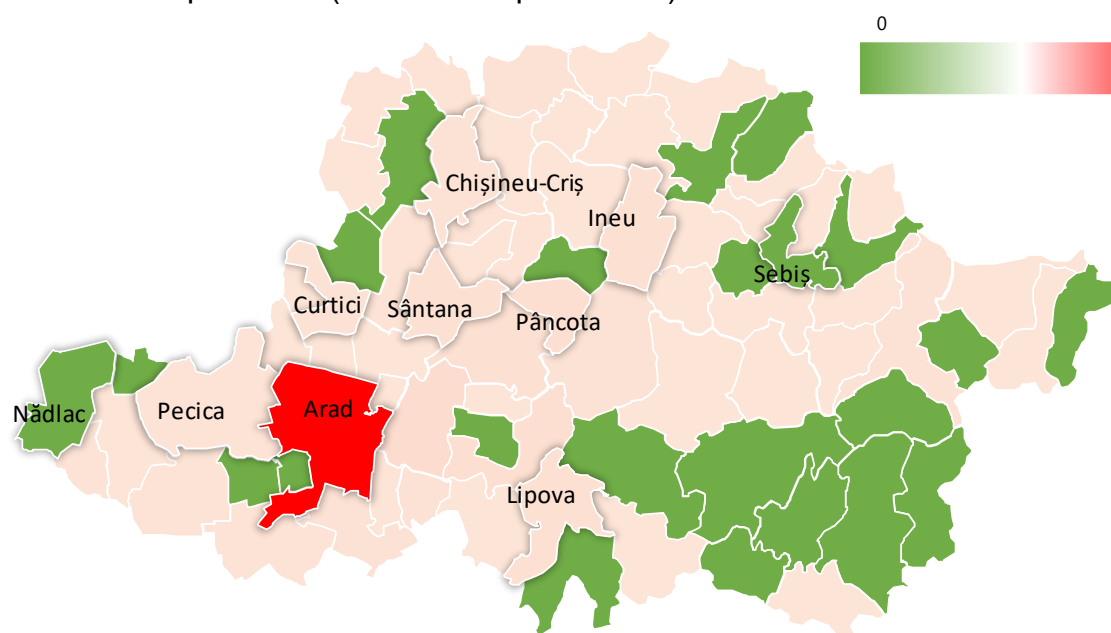 0
Chișineu-Criș
Ineu
Sebiș
Curtici
Sântana
Pâncota
Nădlac
Pecica
Arad
Lipova